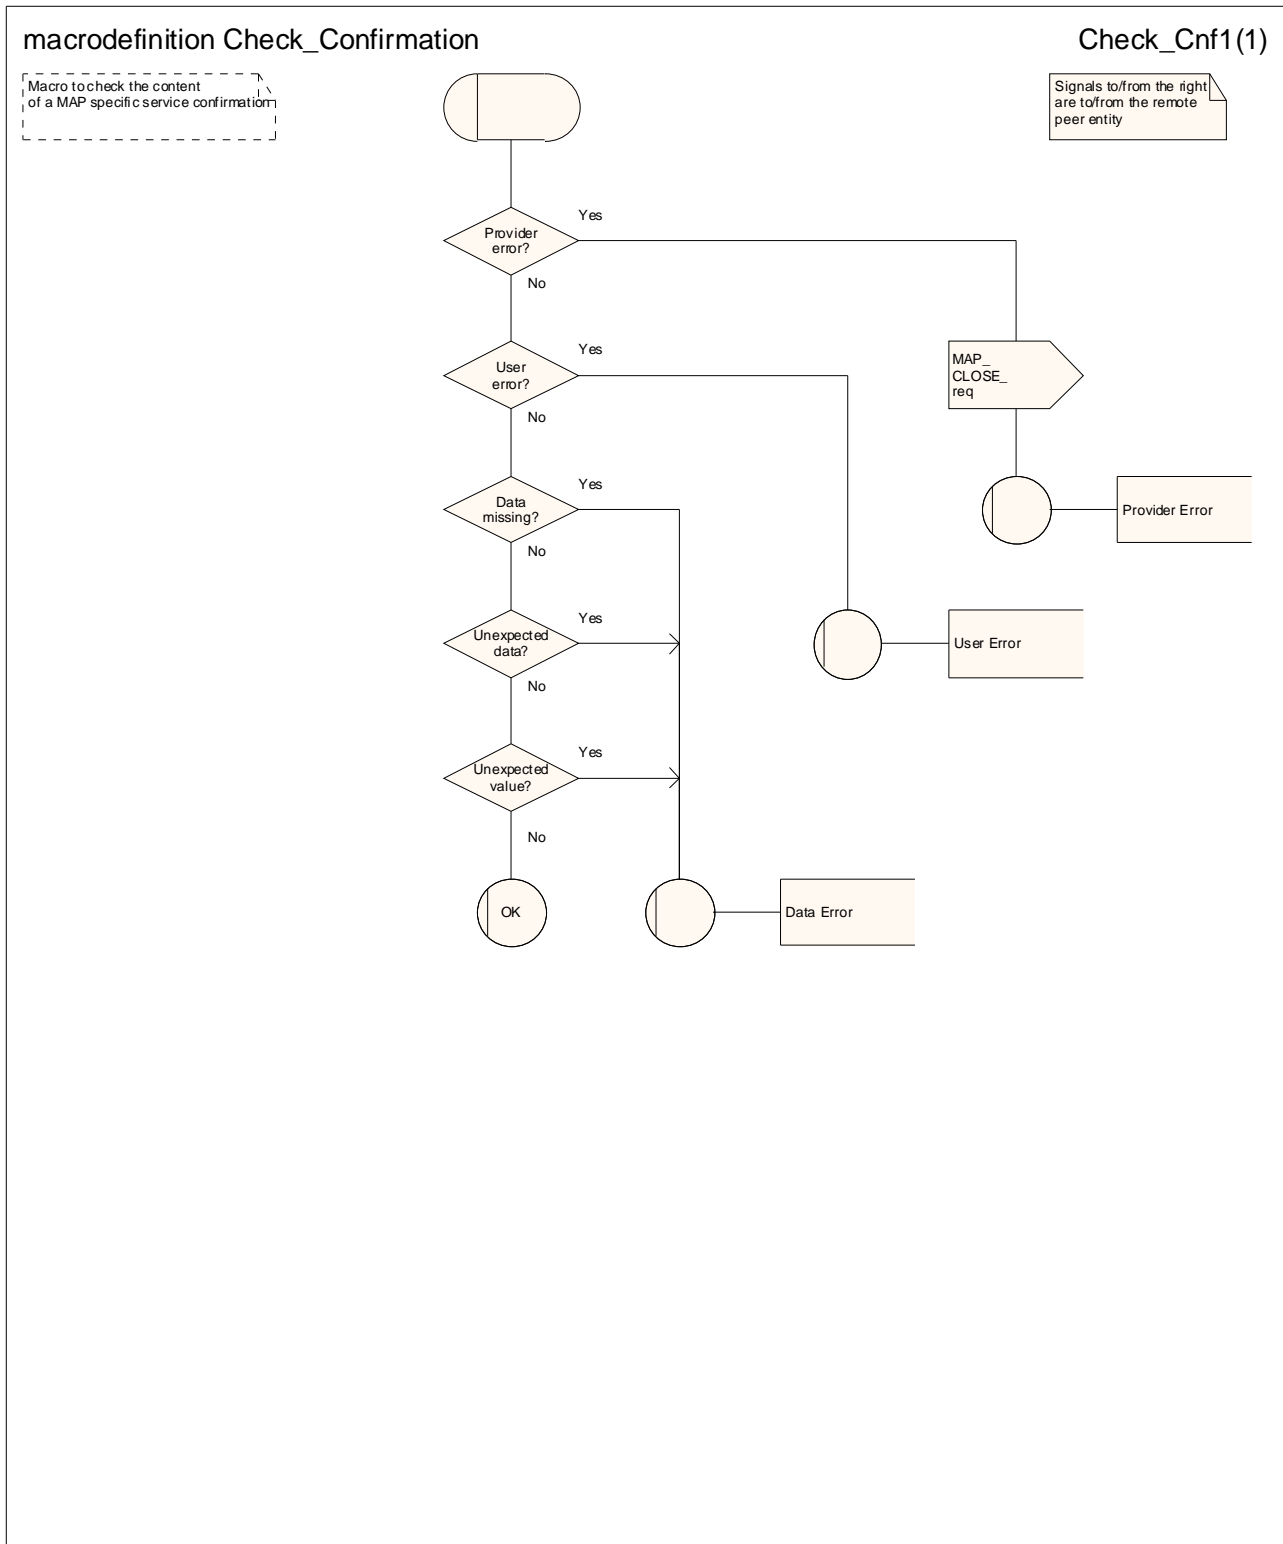 macrodefinition Check_Confirmation
Check_Cnf1(1)
Macro to check the content
of a MAP specific service confirmation
Signals to/from the right
are to/from the remote
peer entity
Yes
Provider
error?
No
Yes
User
error?
MAP_
CLOSE_
req
No
Yes
Data
missing?
Provider Error
No
Yes
Unexpected
data?
User Error
No
Yes
Unexpected
value?
No
OK
Data Error